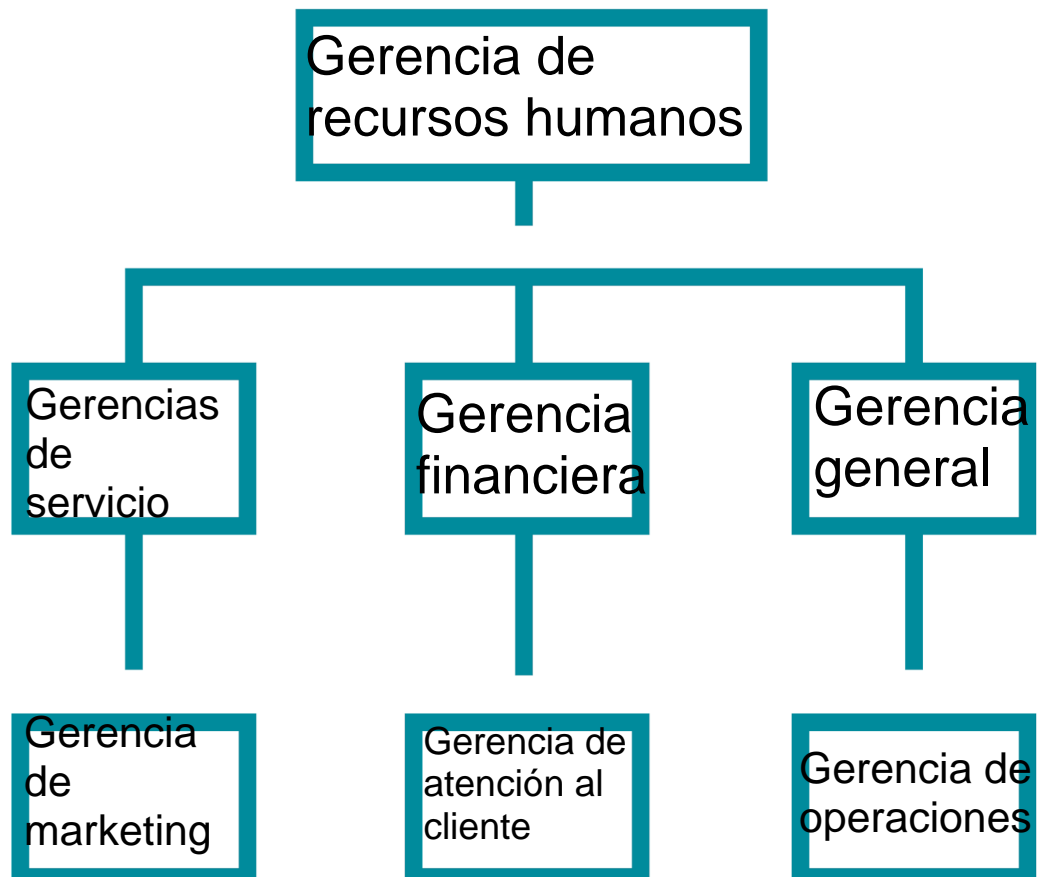 Gerencia de
recursos humanos
Gerencias
de
servicio
Gerencia
financiera
Gerencia
general
Gerencia
de
marketing
Gerencia de
atención al
cliente
Gerencia de
operaciones